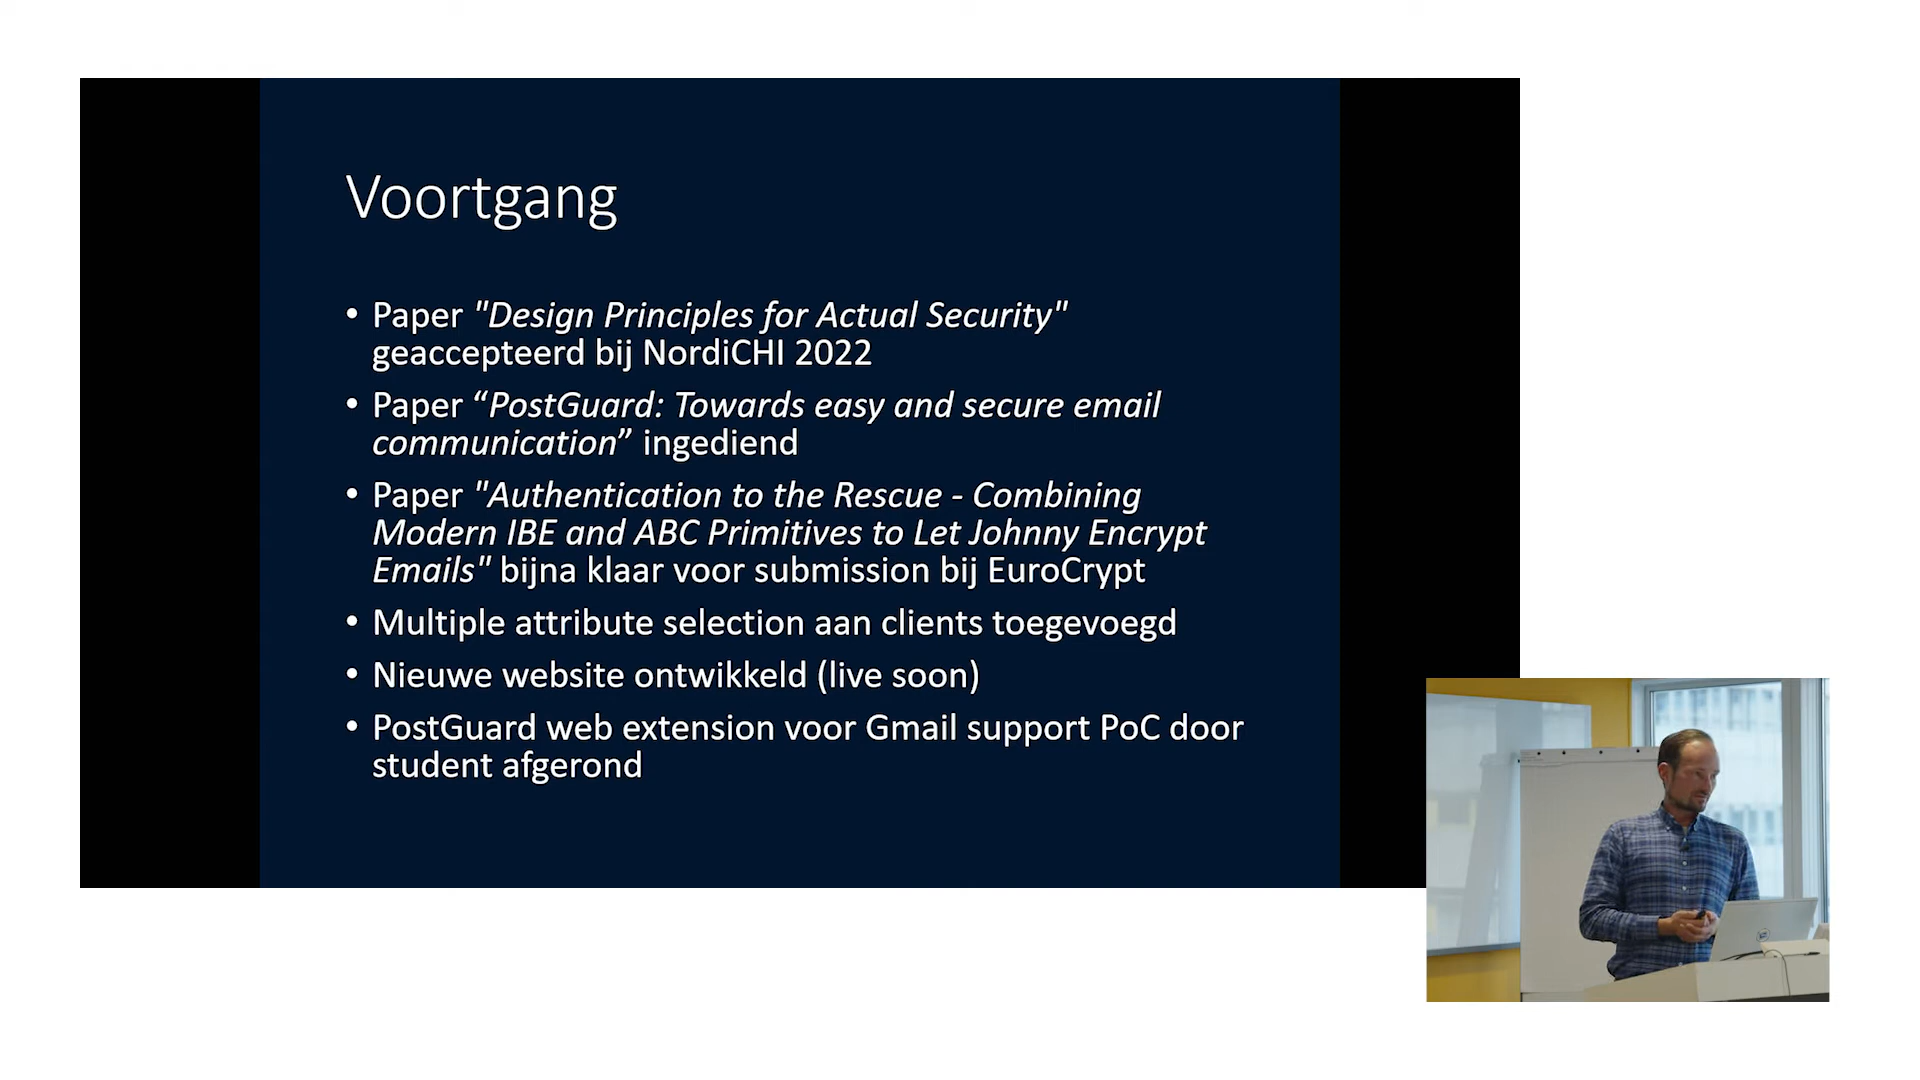 Voortgang
• Paper "Design Principles for Actual Security"
geaccepteerd bij NordiCHI 2022
• Paper “PostGuard: Towards easy and secure email
communication” ingediend
• Paper "Authentication to the Rescue - Combining
Modern IBE and ABC Primitives to Let Johnny Encrypt
Emails" bijna klaar voor submission bij EuroCrypt
• Multiple attribute selection aan clients toegevoegd
• Nieuwe website ontwikkeld (live soon)
• PostGuard web extension voor Gmail support PoC door
student afgerond